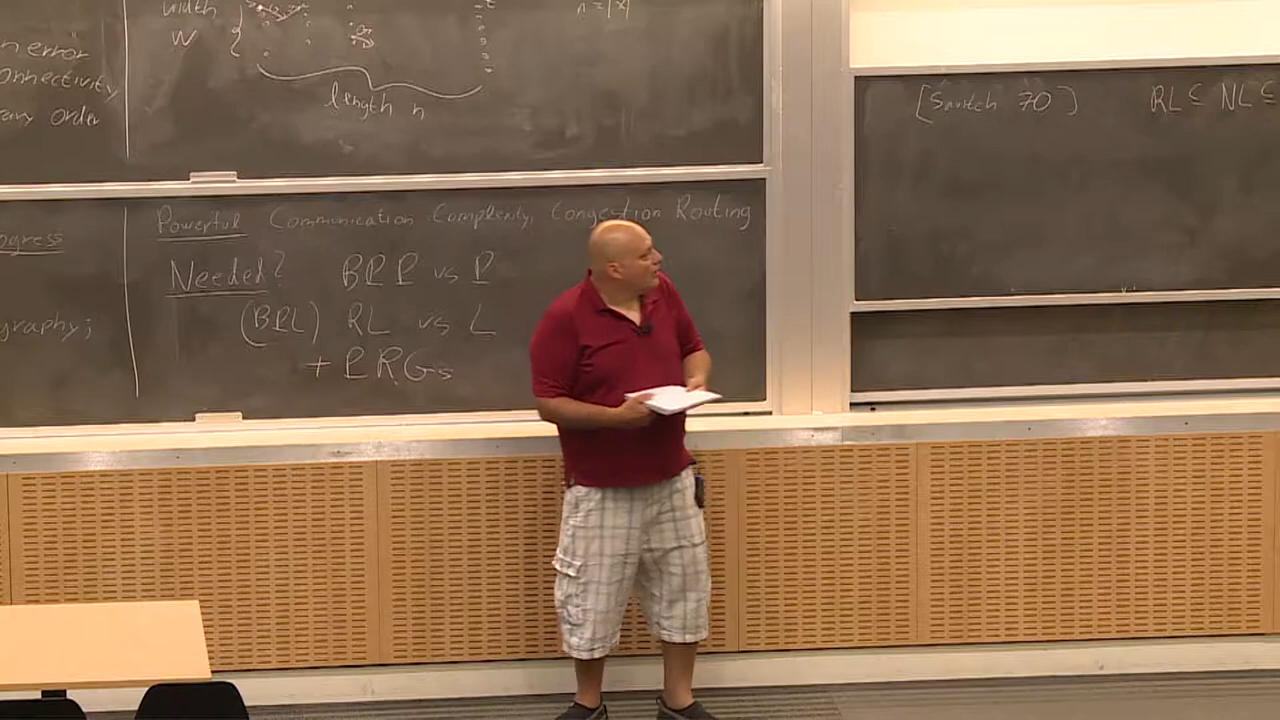 n error
onnectivity
rary order
width
w
length n
n = |x|
ogress
graphy;
Powerful Communication Complexity, Congestion Routing
Needed? BPP vs P
(BPL) RL vs L
+ PRGs
[Savitch 70] RL ⊆ NL ⊆